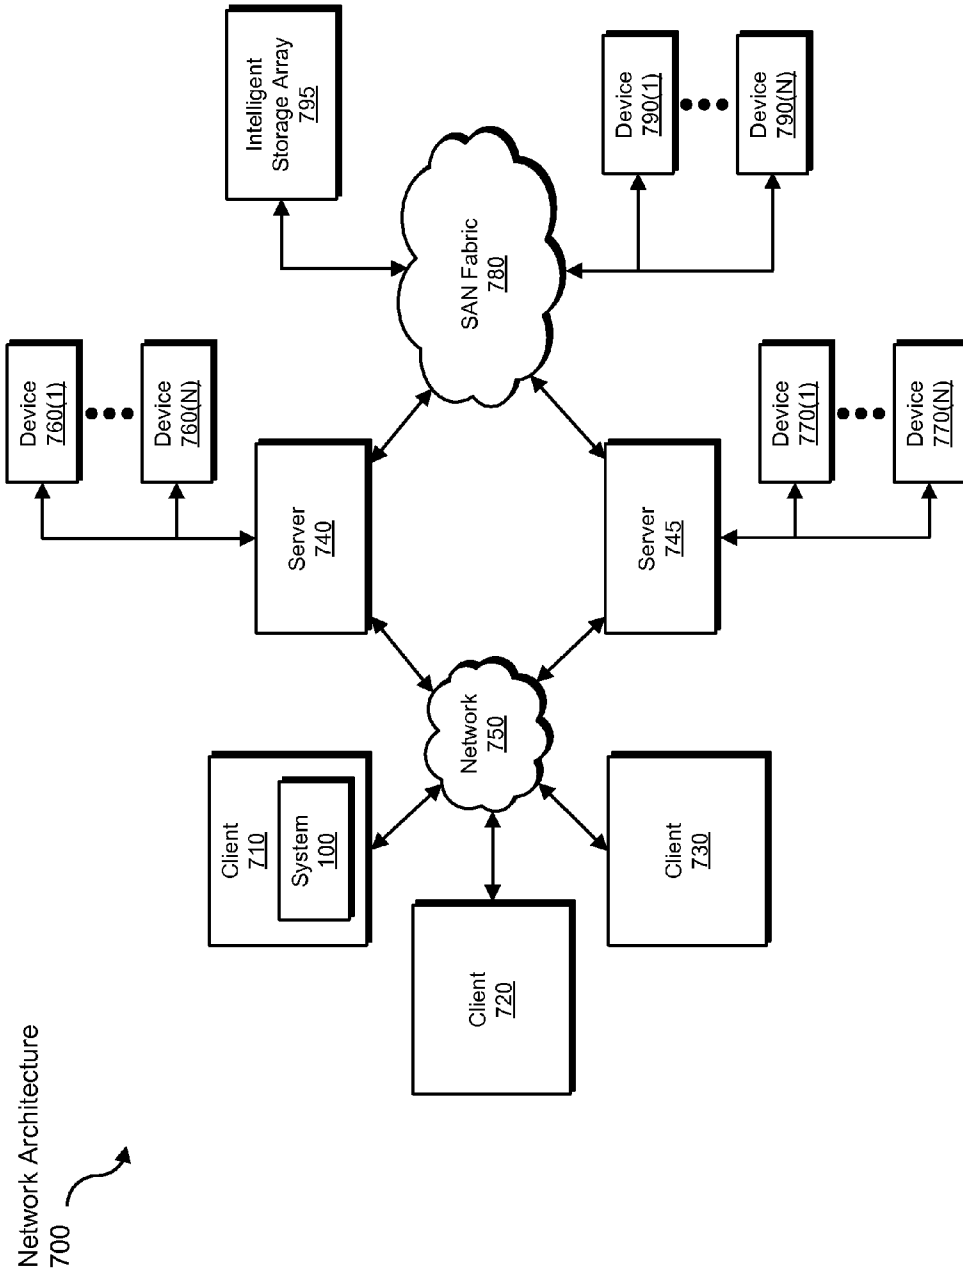 Network Architecture
700
Client
710
System
100
Client
720
Client
730
Network
750
Server
740
Server
745
Device
760(1)
Device
760(N)
Device
770(1)
Device
770(N)
SAN Fabric
780
Intelligent
Storage Array
795
Device
790(1)
Device
790(N)